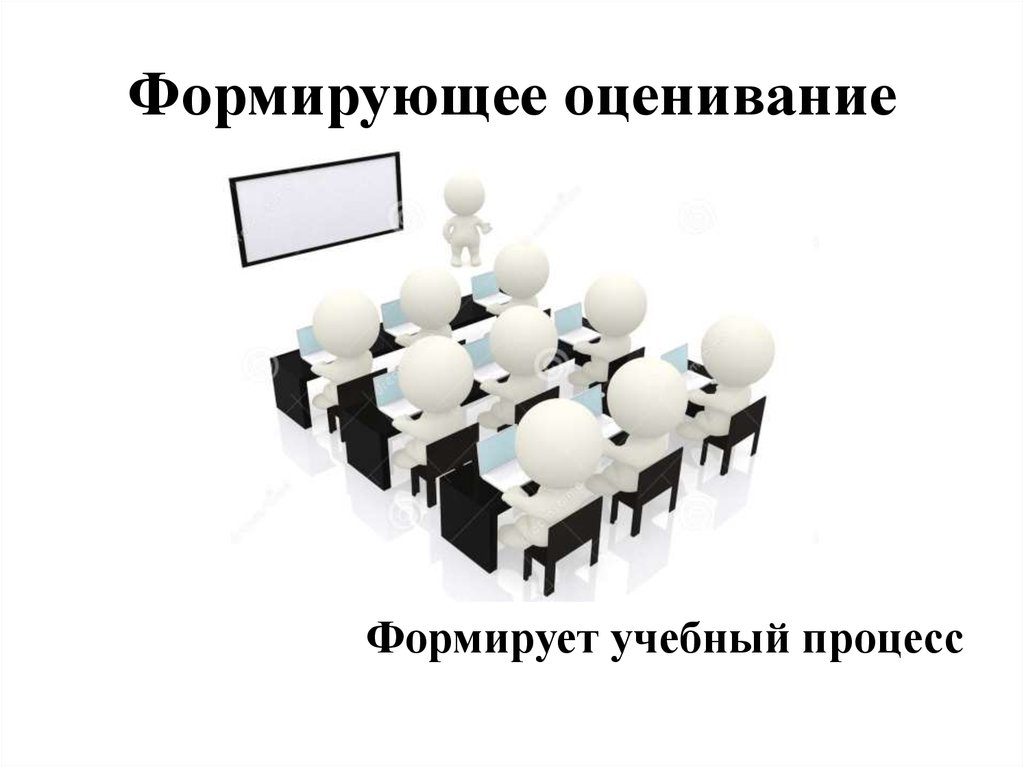 Формирующее оценивание
Формирует учебный процесс